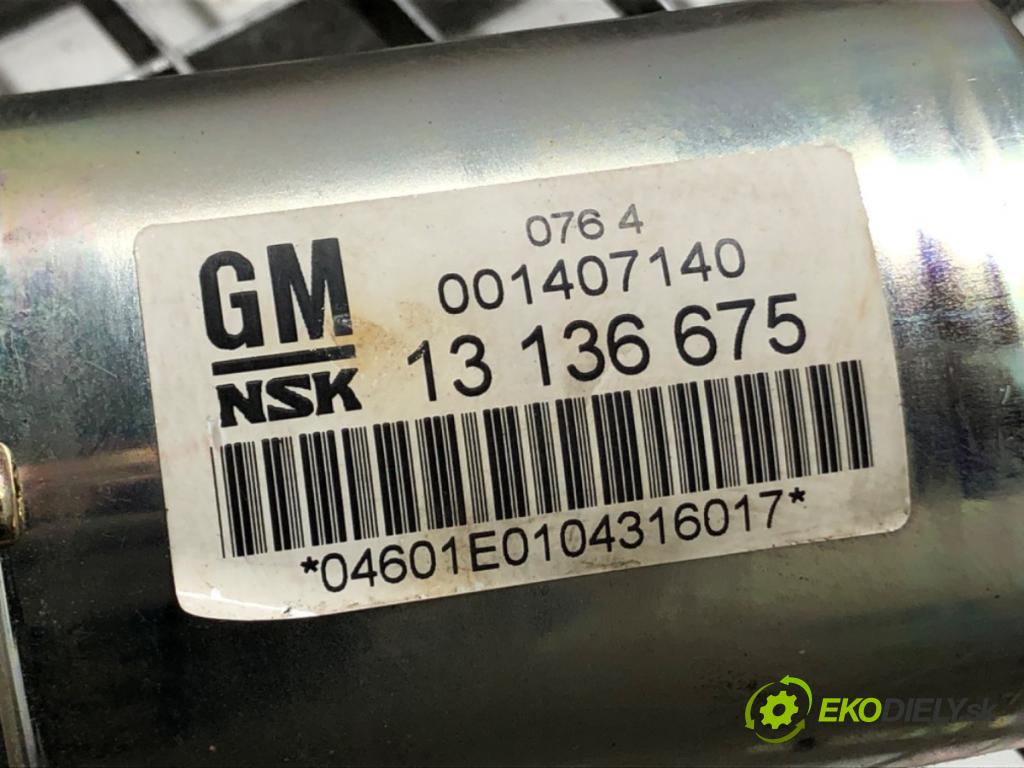 GM
NSK
076 4
001407140
13 136 675
*04601E0104316017*
EKODIELY sk